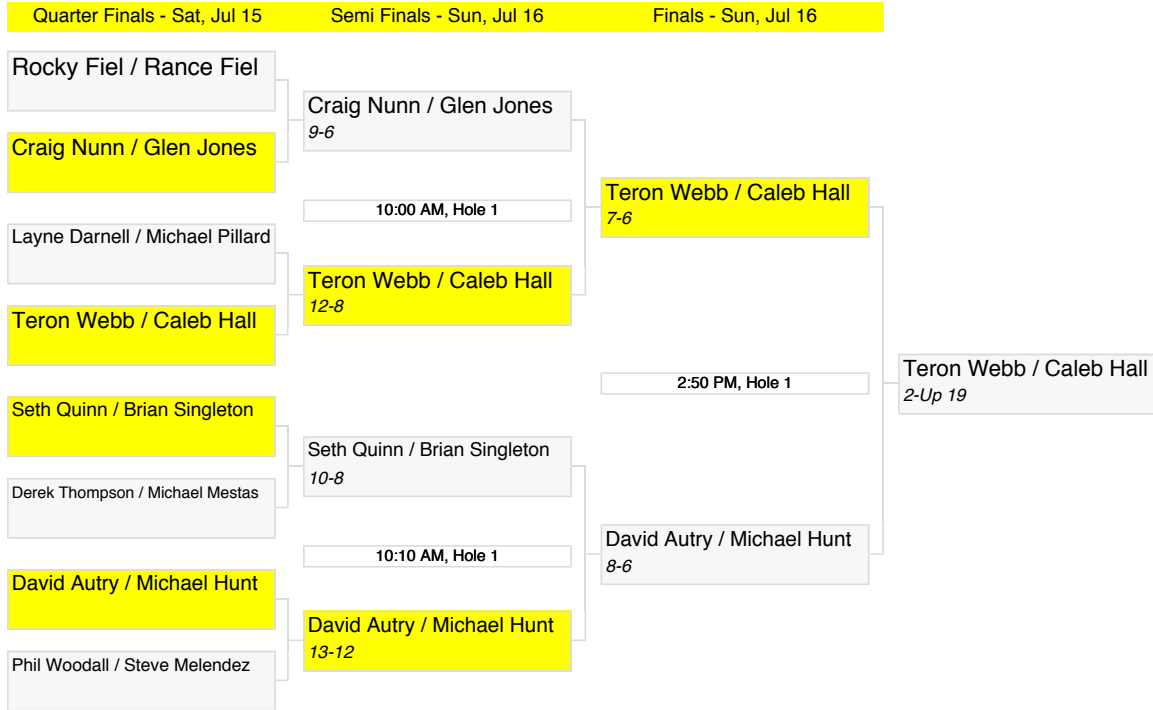 Quarter Finals - Sat, Jul 15
Semi Finals - Sun, Jul 16
Finals - Sun, Jul 16
Rocky Fiel / Rance Fiel
Craig Nunn / Glen Jones
Layne Darnell / Michael Pillard
Teron Webb / Caleb Hall
Seth Quinn / Brian Singleton
Derek Thompson / Michael Mestas
David Autry / Michael Hunt
Phil Woodall / Steve Melendez
Craig Nunn / Glen Jones
9-6
10:00 AM, Hole 1
Teron Webb / Caleb Hall
12-8
Seth Quinn / Brian Singleton
10-8
10:10 AM, Hole 1
David Autry / Michael Hunt
13-12
Teron Webb / Caleb Hall
7-6
2:50 PM, Hole 1
David Autry / Michael Hunt
8-6
Teron Webb / Caleb Hall
2-Up 19